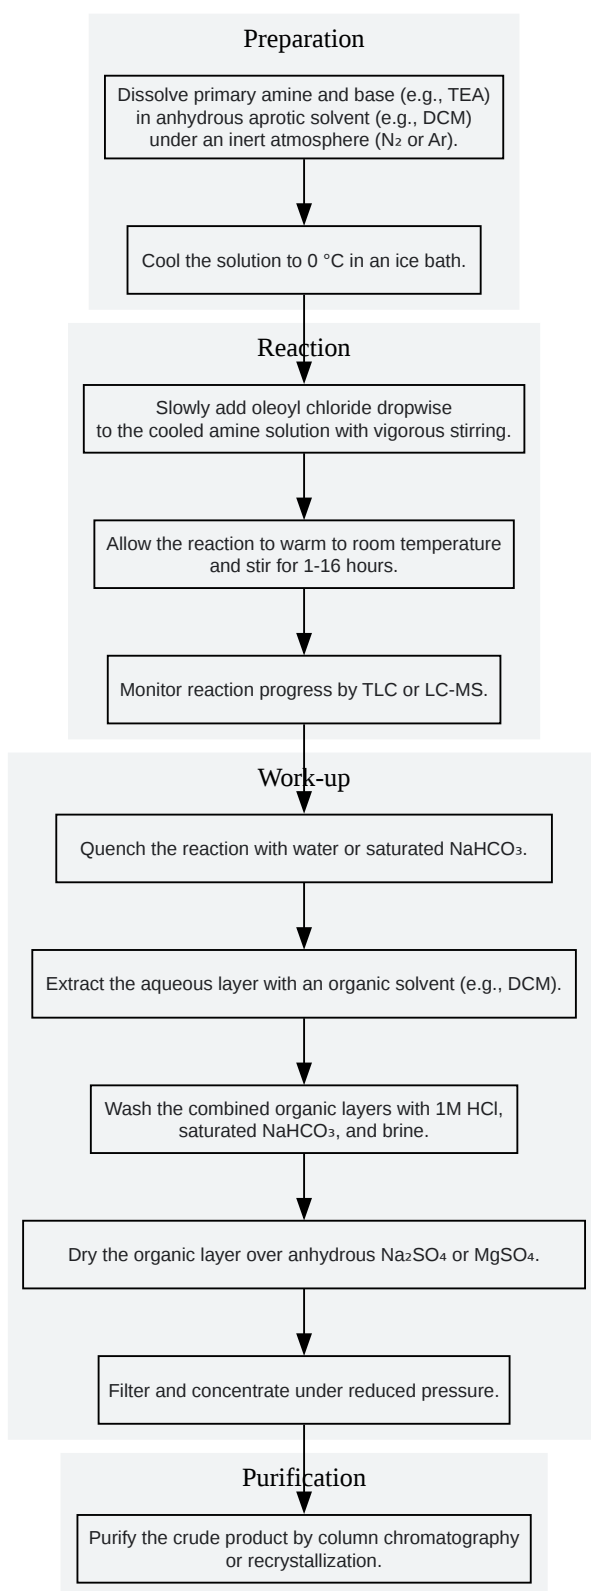 Preparation
Dissolve primary amine and base (e.g., TEA)
in anhydrous aprotic solvent (e.g., DCM)
under an inert atmosphere (N₂ or Ar).
Cool the solution to 0 °C in an ice bath.
Reaction
Slowly add oleoyl chloride dropwise
to the cooled amine solution with vigorous stirring.
Allow the reaction to warm to room temperature
and stir for 1-16 hours.
Monitor reaction progress by TLC or LC-MS.
Work-up
Quench the reaction with water or saturated NaHCO₃.
Extract the aqueous layer with an organic solvent (e.g., DCM).
Wash the combined organic layers with 1M HCl,
saturated NaHCO₃, and brine.
Dry the organic layer over anhydrous Na₂SO₄ or MgSO₄.
Filter and concentrate under reduced pressure.
Purification
Purify the crude product by column chromatography
or recrystallization.